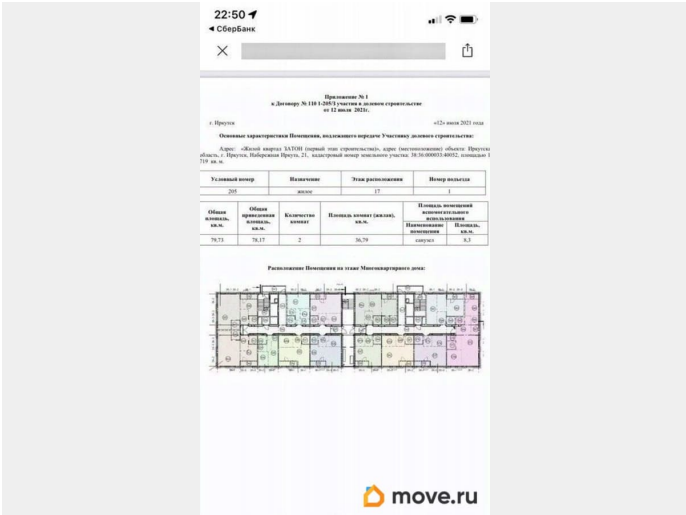 22:50
СберБанк
Приложение № 1
к Договору № 110 1-205/З участия в долевом строительстве
от 12 июля 2021г.
г. Иркутск «12» июля 2021 года
Основные характеристики Помещения, подлежащего передаче Участнику долевого строительства:
Адрес: «Жилой квартал ЗАТОН (первый этап строительства)», адрес (местоположение) объекта: Иркутска
область, г. Иркутск, Набережная Иркута, 21, кадастровый номер земельного участка: 38:36:000033:40052, площадью 1
719 кв. м.
Условный номер Назначение Этаж расположения Номер подъезда
205 жилое 17 1
Общая площадь, кв.м. Общая приведенная площадь, кв.м. Количество комнат Площадь комнат (жилая), кв.м. Площадь помещений вспомогательного использования
Наименование помещения Площадь, кв.м.
79,73 78,17 2 36,79 санузел 8,3
Расположение Помещения на этаже Многоквартирного дома:
move.ru